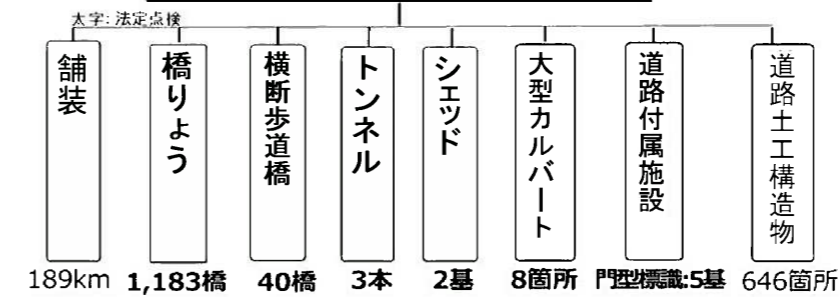 太字:法定点検
舗装
橋りょう
横断歩道橋
トンネル
シェッド
大型カルバート
道路付属施設
道路土工構造物
189km
1,183橋
40橋
3本
2基
8箇所
門型標識:5基
646箇所